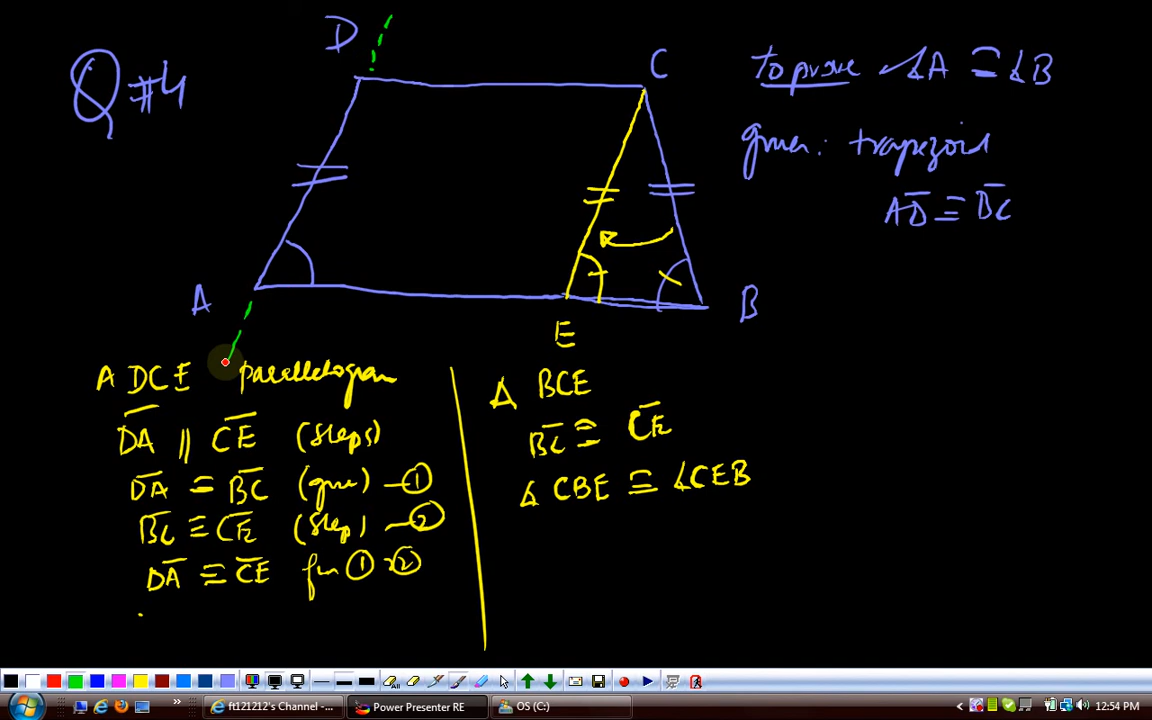 Q #4
D
C
to prove ∡A ≅ ∡B
given: trapezoid
AD ≅ BC
A
B
E
ADCE parallelogram
DA || CE (steps)
DA ≅ BC (give) —①
BC ≅ CE (step) —②
DA ≅ CE from ① ②
Δ BCE
BC ≅ CE
∡ CBE ≅ ∡CEB
ft121212's Channel - ...
Power Presenter RE
OS (C:)
12:54 PM